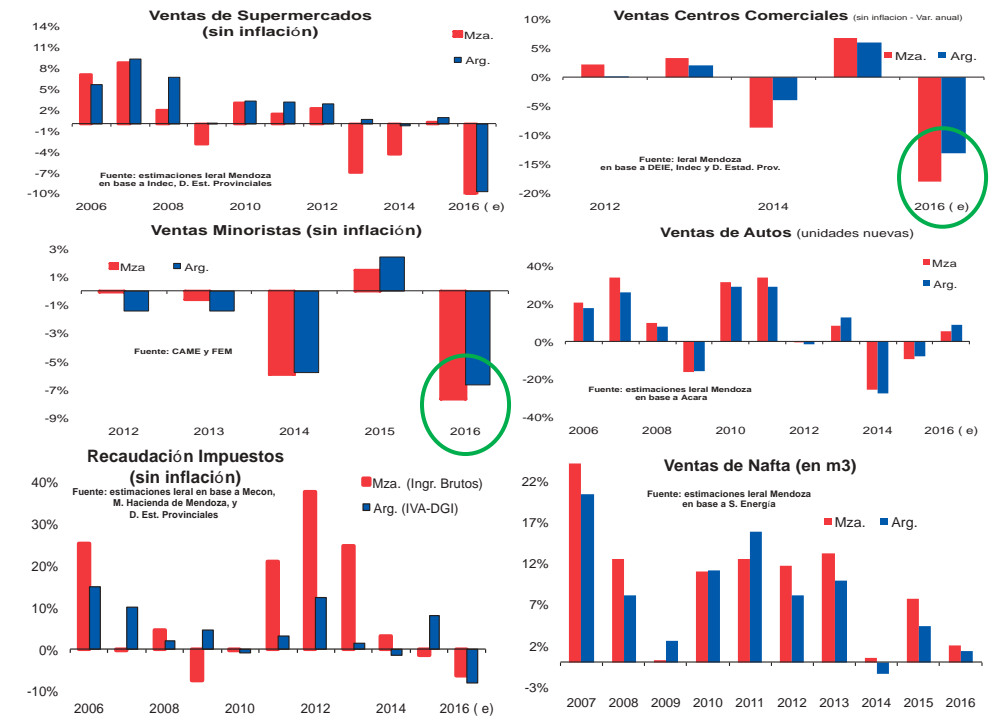 Ventas de Supermercados
(sin inflación)
14%
11%
8%
5%
2%
-1%
-4%
-7%
-10%
Mza.
Arg.
Fuente: estimaciones Ieral Mendoza
en base a Indec, D. Est. Provinciales
2006
2008
2010
2012
2014
2016 ( e)
Ventas Centros Comerciales (sin inflacion - Var. anual)
10%
5%
0%
-5%
-10%
-15%
-20%
Mza.
Arg.
Fuente: Ieral Mendoza
en base a DEIE, Indec y D. Estad. Prov.
2012
2014
2016 ( e)
Ventas Minoristas (sin inflación)
3%
1%
-1%
-3%
-5%
-7%
-9%
Mza
Arg.
Fuente: CAME y FEM
2012
2013
2014
2015
2016
Ventas de Autos (unidades nuevas)
40%
20%
0%
-20%
-40%
Mza
Arg.
Fuente: estimaciones Ieral Mendoza
en base a Acara
2006
2008
2010
2012
2014
2016 ( e)
Recaudación Impuestos
(sin inflación)
Fuente: estimaciones Ieral en base a Mecon,
M. Hacienda de Mendoza, y
D. Est. Provinciales
40%
30%
20%
10%
0%
-10%
Mza. (Ingr. Brutos)
Arg. (IVA-DGI)
2006
2008
2010
2012
2014
2016 ( e)
Ventas de Nafta (en m3)
Fuente: estimaciones Ieral Mendoza
en base a S. Energía
22%
17%
12%
7%
2%
-3%
Mza.
Arg.
2007
2008
2009
2010
2011
2012
2013
2014
2015
2016